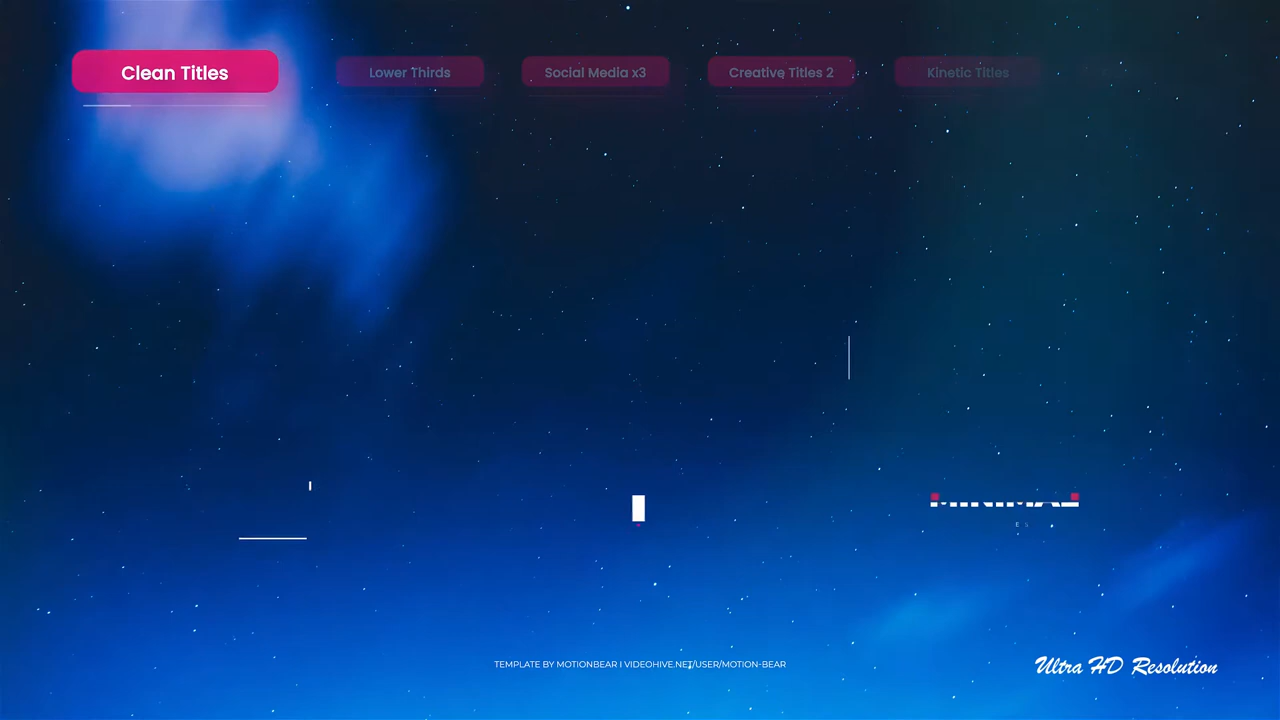 Clean Titles
Lower Thirds
Social Media x3
Creative Titles 2
Kinetic Titles
TEMPLATE BY MOTIONBEAR I VIDEOHIVE.NET/USER/MOTION-BEAR
Ultra HD Resolution